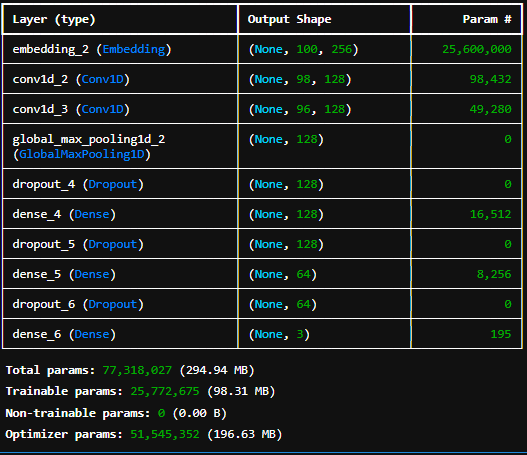 Layer (type) Output Shape Param #
embedding_2 (Embedding) (None, 100, 256) 25,600,000
conv1d_2 (Conv1D) (None, 98, 128) 98,432
conv1d_3 (Conv1D) (None, 96, 128) 49,280
global_max_pooling1d_2 (None, 128) 0
(GlobalMaxPooling1D)
dropout_4 (Dropout) (None, 128) 0
dense_4 (Dense) (None, 128) 16,512
dropout_5 (Dropout) (None, 128) 0
dense_5 (Dense) (None, 64) 8,256
dropout_6 (Dropout) (None, 64) 0
dense_6 (Dense) (None, 3) 195
Total params: 77,318,027 (294.94 MB)
Trainable params: 25,772,675 (98.31 MB)
Non-trainable params: 0 (0.00 B)
Optimizer params: 51,545,352 (196.63 MB)